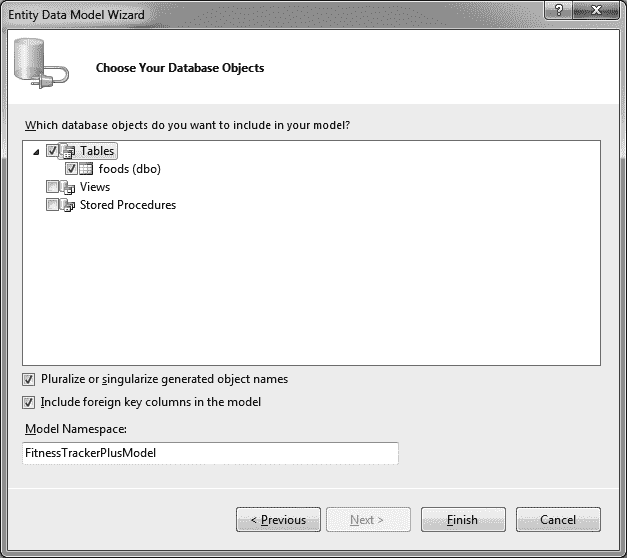 Entity Data Model Wizard
Choose Your Database Objects
Which database objects do you want to include in your model?
Tables
foods (dbo)
Views
Stored Procedures
Pluralize or singularize generated object names
Include foreign key columns in the model
Model Namespace:
FitnessTrackerPlusModel
< Previous Next > Finish Cancel